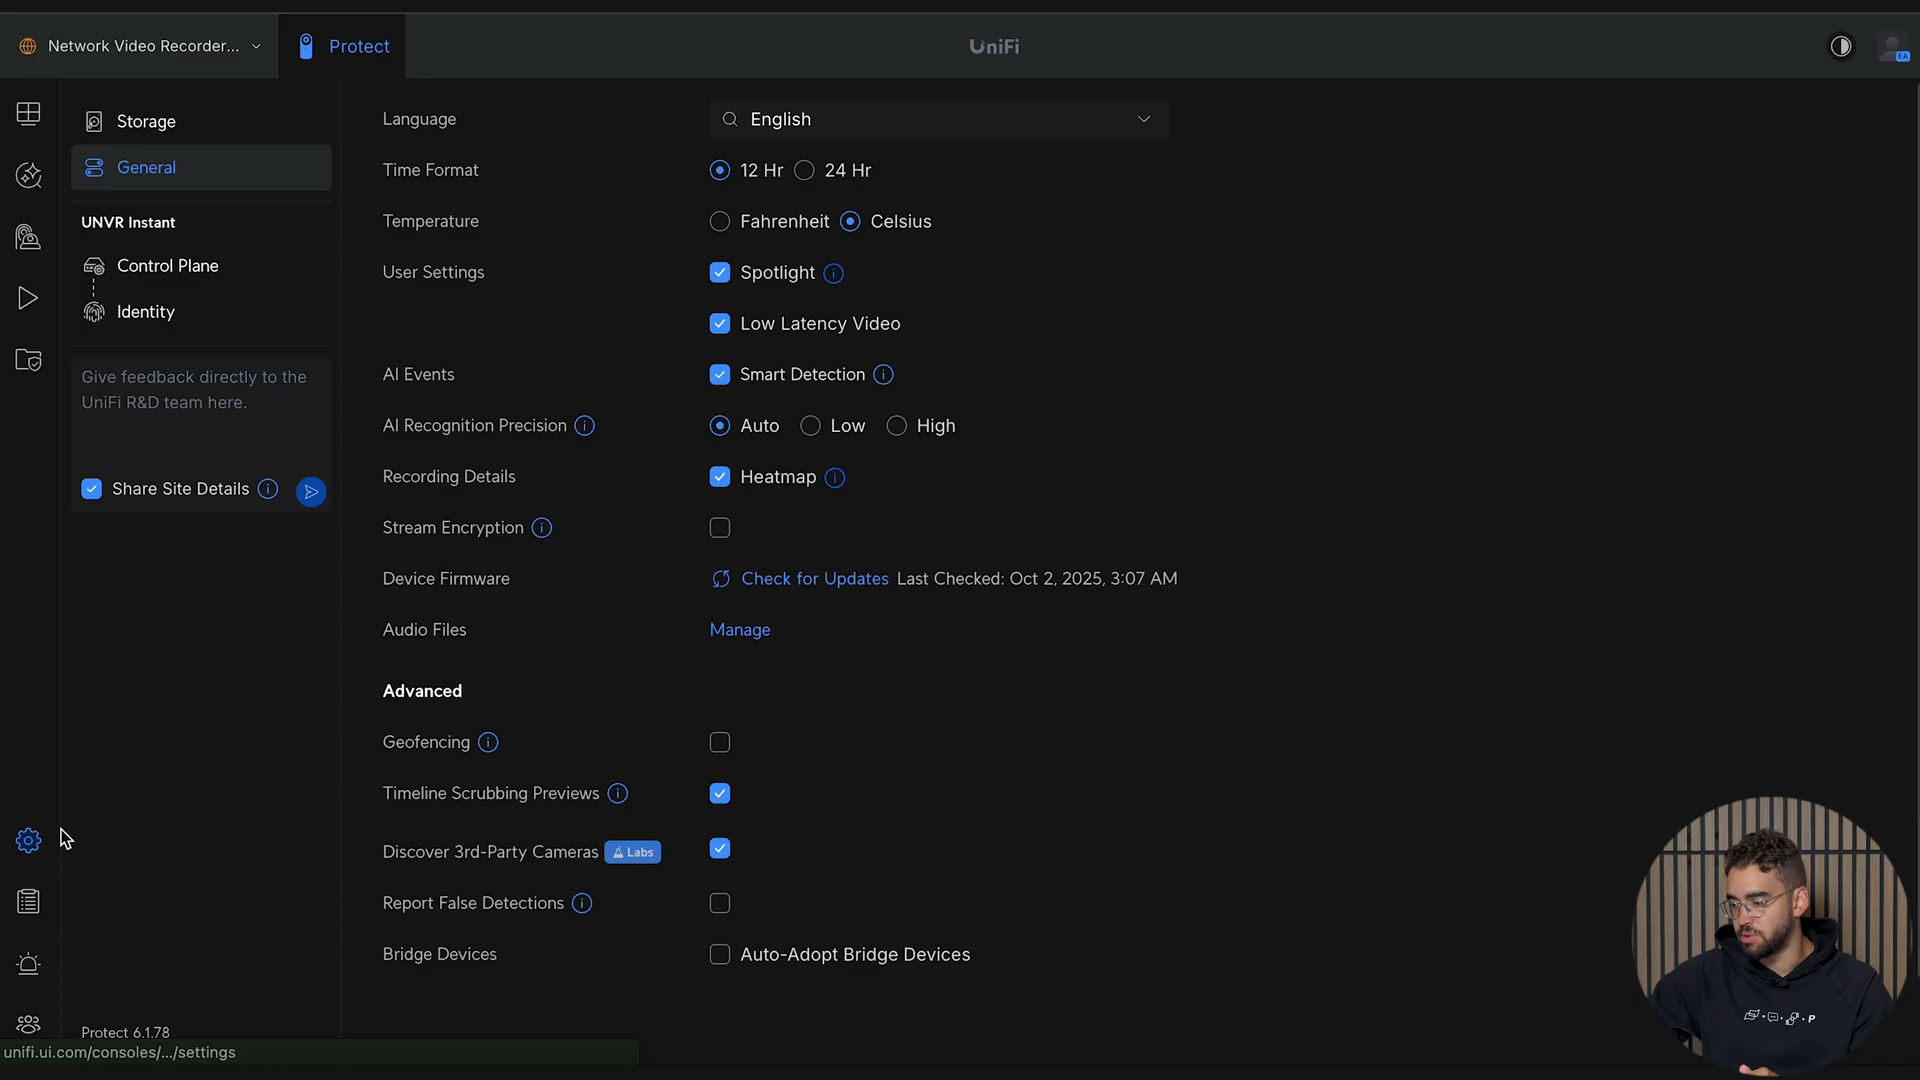 Network Video Recorder...
Protect
UniFi
EA
Storage
General
UNVR Instant
Control Plane
Identity
Give feedback directly to the
UniFi R&D team here.
Share Site Details
Language
English
Time Format
12 Hr
24 Hr
Temperature
Fahrenheit
Celsius
User Settings
Spotlight
Low Latency Video
AI Events
Smart Detection
AI Recognition Precision
Auto
Low
High
Recording Details
Heatmap
Stream Encryption
Device Firmware
Check for Updates
Last Checked: Oct 2, 2025, 3:07 AM
Audio Files
Manage
Advanced
Geofencing
Timeline Scrubbing Previews
Discover 3rd-Party Cameras
Labs
Report False Detections
Bridge Devices
Auto-Adopt Bridge Devices
Protect 6.1.78
unifi.ui.com/consoles/.../settings
P